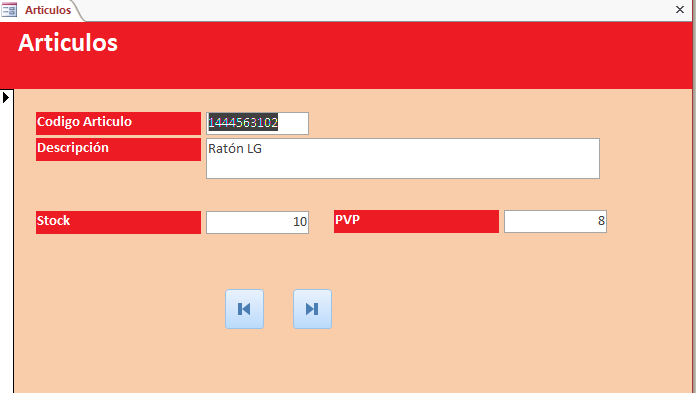 Articulos
Articulos
Codigo Articulo 1444563102
Descripción Ratón LG
Stock 10 PVP 8